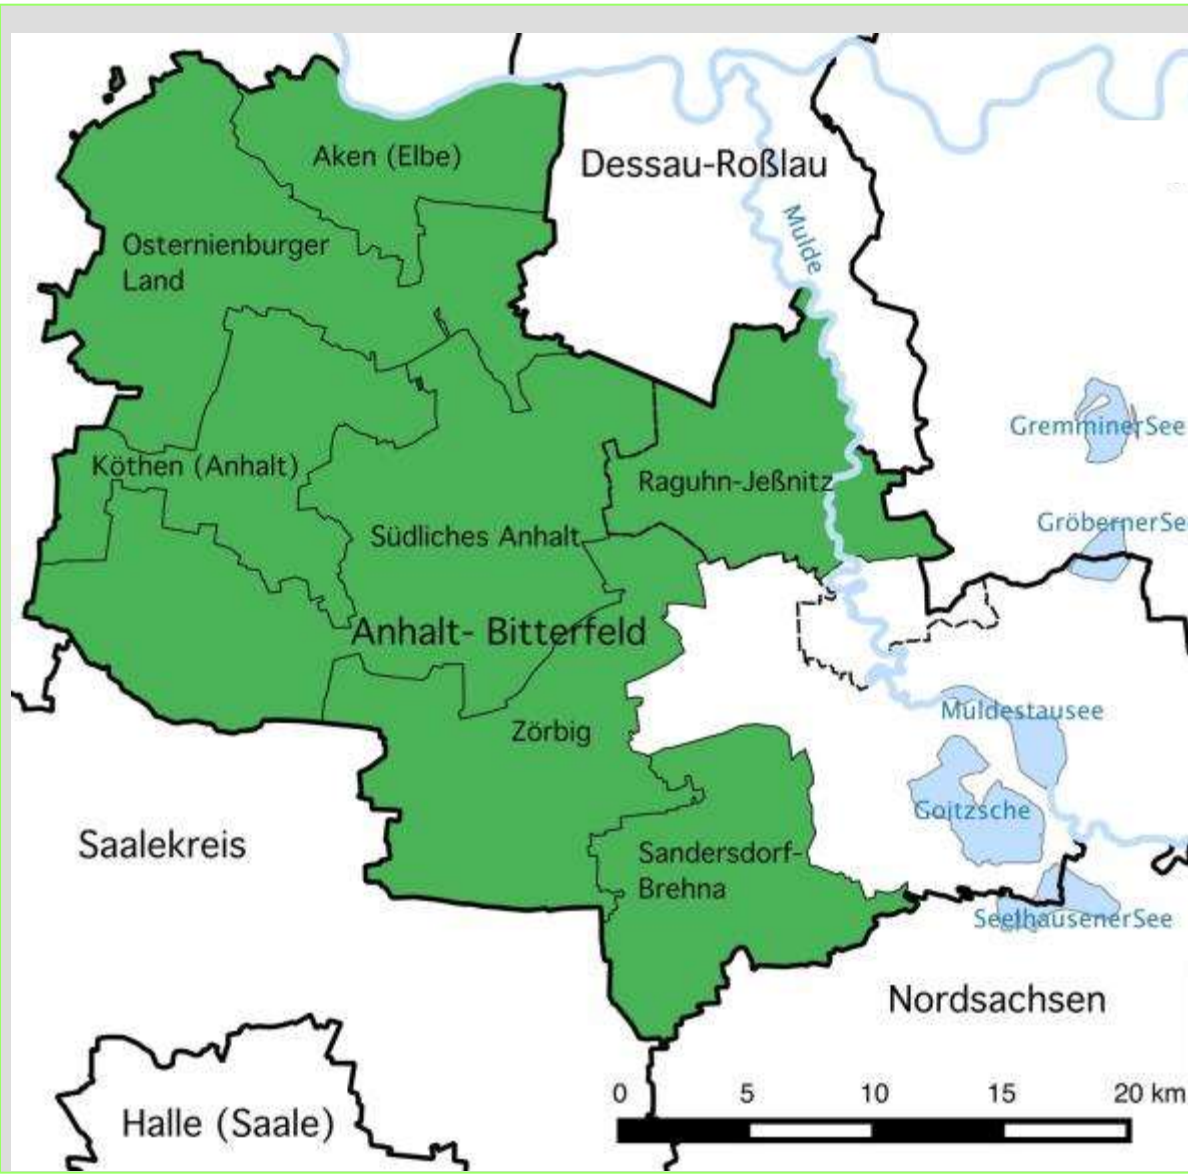 Aken (Elbe)
Dessau-Roßlau
Mulde
Osternienburger
Land
GremminerSee
Köthen (Anhalt)
Raguhn-Jeßnitz
GröbernerSe
Südliches Anhalt
Anhalt- Bitterfeld
Muldestausee
Zörbig
Goitzsche
Saalekreis
Sandersdorf-
Brehna
SeelhausenerSee
Nordsachsen
0 5 10 15 20 km
Halle (Saale)